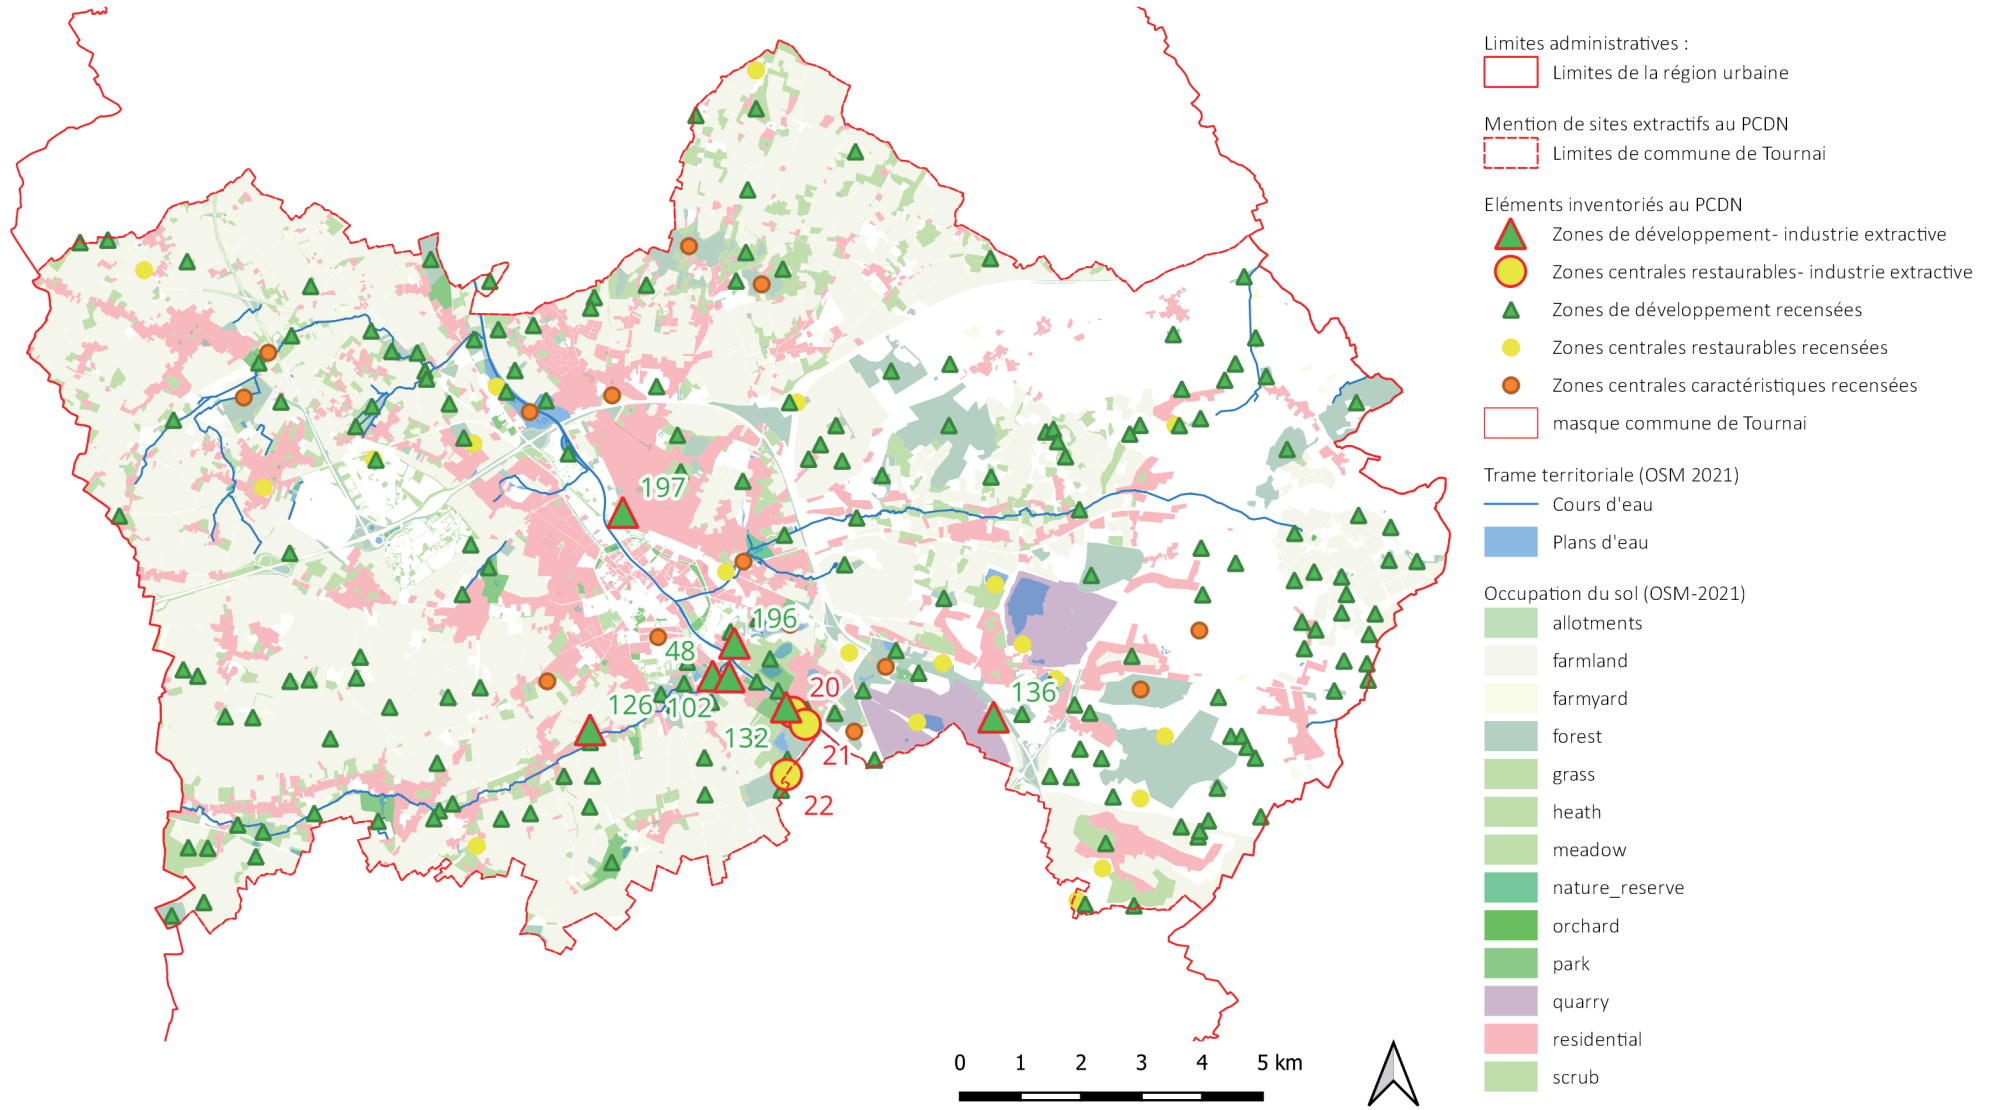 Limites administratives :
Limites de la région urbaine
Mention de sites extractifs au PCDN
Limites de commune de Tournai
Eléments inventoriés au PCDN
Zones de développement- industrie extractive
Zones centrales restaurables- industrie extractive
Zones de développement recensées
Zones centrales restaurables recensées
Zones centrales caractéristiques recensées
masque commune de Tournai
Trame territoriale (OSM 2021)
Cours d'eau
Plans d'eau
Occupation du sol (OSM-2021)
allotments
farmland
farmyard
forest
grass
heath
meadow
nature_reserve
orchard
park
quarry
residential
scrub
197
196
48
20
126
102
136
132
21
22
0 1 2 3 4 5 km